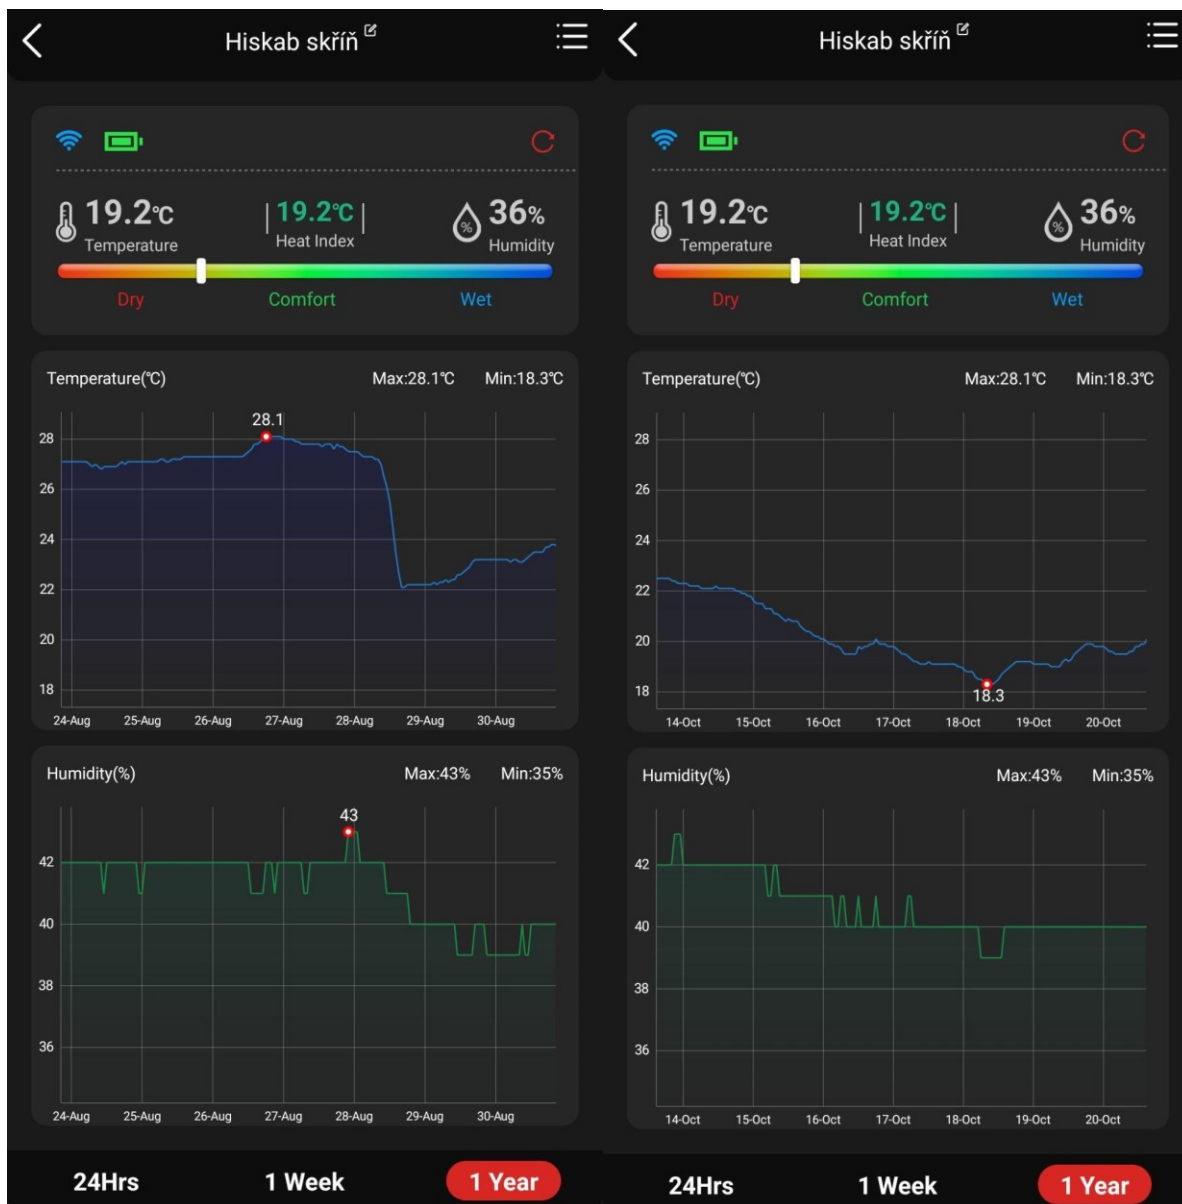 Hiskab skříň
19.2℃
Temperature
19.2℃
Heat Index
%
36%
Humidity
Dry
Comfort
Wet
Temperature(℃)
Max:28.1℃
Min:18.3℃
28.1
28
26
24
22
20
18
24-Aug
25-Aug
26-Aug
27-Aug
28-Aug
29-Aug
30-Aug
Humidity(%)
Max:43%
Min:35%
43
42
40
38
36
24-Aug
25-Aug
26-Aug
27-Aug
28-Aug
29-Aug
30-Aug
24Hrs
1 Week
1 Year
Hiskab skříň
19.2℃
Temperature
19.2℃
Heat Index
%
36%
Humidity
Dry
Comfort
Wet
Temperature(℃)
Max:28.1℃
Min:18.3℃
28
26
24
22
20
18
18.3
14-Oct
15-Oct
16-Oct
17-Oct
18-Oct
19-Oct
20-Oct
Humidity(%)
Max:43%
Min:35%
42
40
38
36
14-Oct
15-Oct
16-Oct
17-Oct
18-Oct
19-Oct
20-Oct
24Hrs
1 Week
1 Year